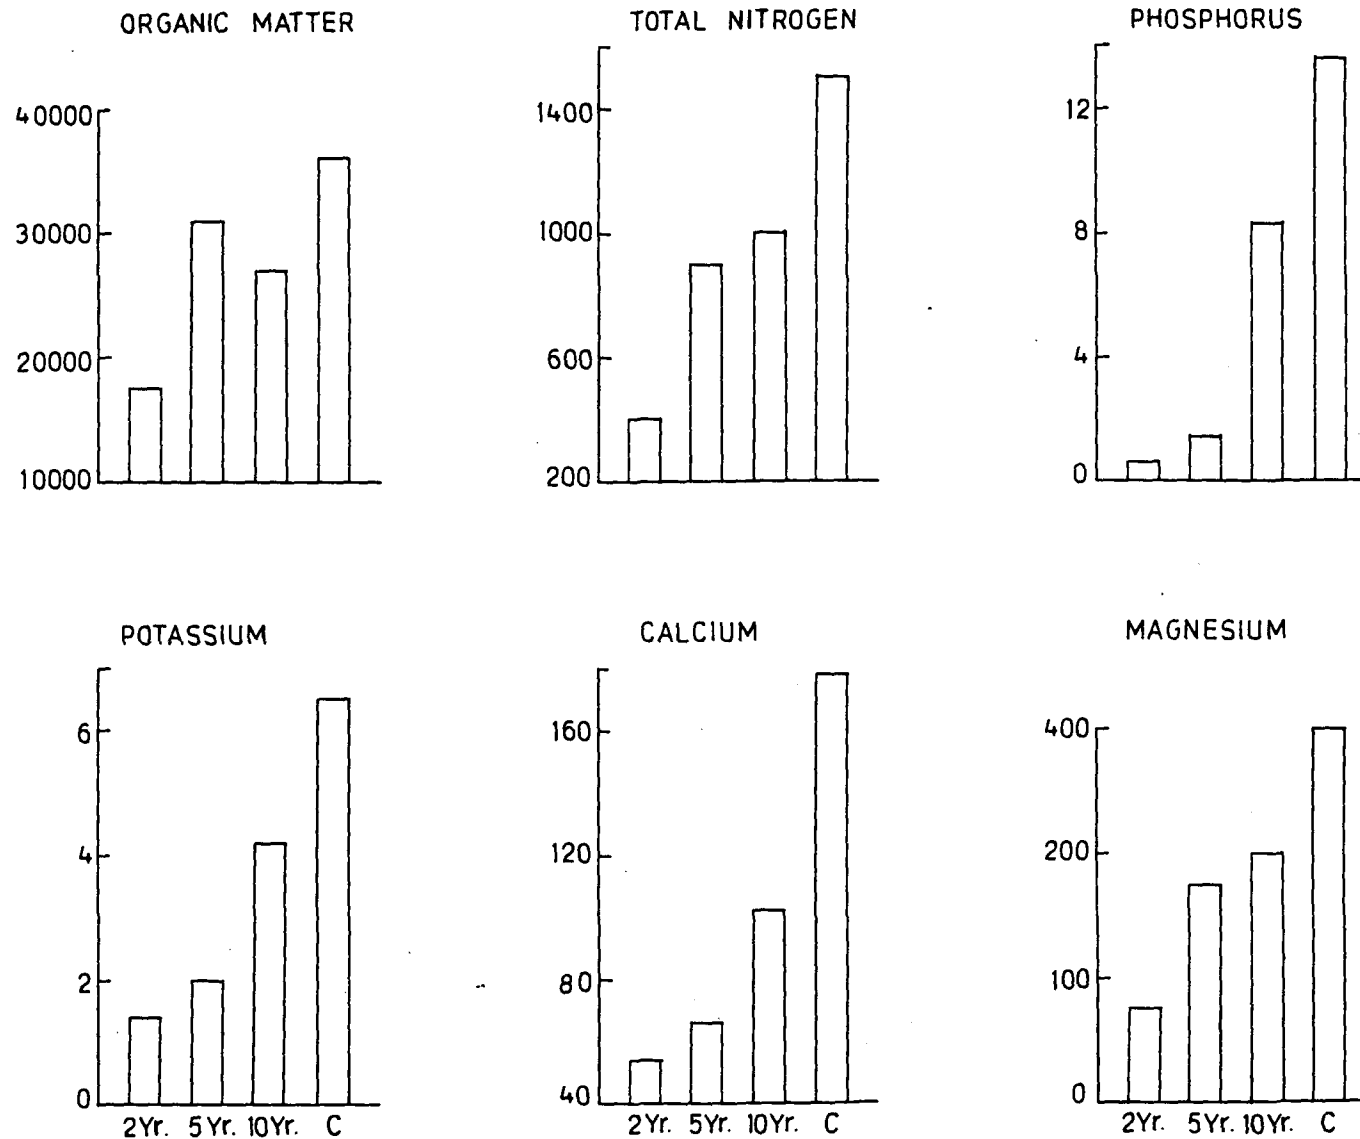 ORGANIC MATTER
40000
30000
20000
10000
TOTAL NITROGEN
1400
1000
600
200
PHOSPHORUS
12
8
4
0
POTASSIUM
6
4
2
0
2Yr. 5Yr. 10Yr. C
CALCIUM
160
120
80
40
2Yr. 5Yr. 10Yr. C
MAGNESIUM
400
200
100
0
2Yr. 5Yr. 10Yr. C